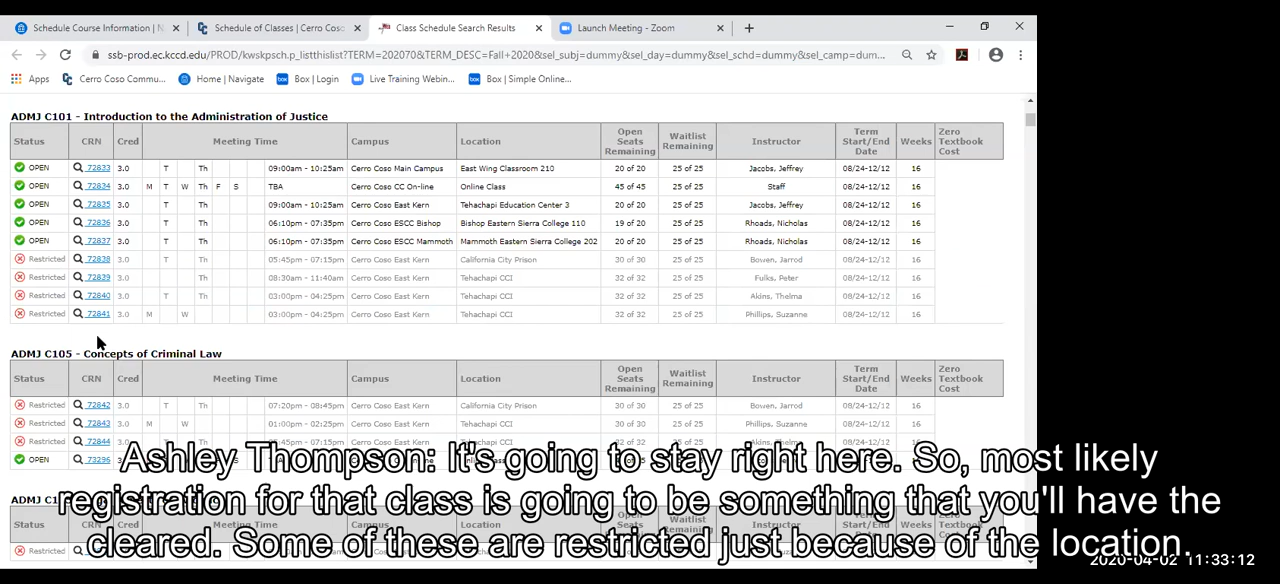 Schedule Course Information | N
Schedule of Classes | Cerro Coso
Class Schedule Search Results
Launch Meeting - Zoom
ssb-prod.ec.kccd.edu/PROD/kwskpsch.p_listthislist?TERM=202070&TERM_DESC=Fall+2020&sel_subj=dummy&sel_day=dummy&sel_schd=dummy&sel_camp=dum...
Apps Cerro Coso Commu... Home | Navigate box Box | Login Live Training Webin... box Box | Simple Online...
ADMJ C101 - Introduction to the Administration of Justice
Status CRN Cred Meeting Time Campus Location Open Seats Remaining Waitlist Remaining Instructor Term Start/End Date Weeks Zero Textbook Cost
OPEN 72833 3.0 T Th 09:00am - 10:25am Cerro Coso Main Campus East Wing Classroom 210 20 of 20 25 of 25 Jacobs, Jeffrey 08/24-12/12 16
OPEN 72834 3.0 M T W Th F S TBA Cerro Coso CC On-line Online Class 45 of 45 25 of 25 Staff 08/24-12/12 16
OPEN 72835 3.0 T Th 09:00am - 10:25am Cerro Coso East Kern Tehachapi Education Center 3 20 of 20 25 of 25 Jacobs, Jeffrey 08/24-12/12 16
OPEN 72836 3.0 T Th 06:10pm - 07:35pm Cerro Coso ESCC Bishop Bishop Eastern Sierra College 110 19 of 20 25 of 25 Rhoads, Nicholas 08/24-12/12 16
OPEN 72837 3.0 T Th 06:10pm - 07:35pm Cerro Coso ESCC Mammoth Mammoth Eastern Sierra College 202 20 of 20 25 of 25 Rhoads, Nicholas 08/24-12/12 16
Restricted 72838 3.0 T Th 05:45pm - 07:15pm Cerro Coso East Kern California City Prison 30 of 30 25 of 25 Bowen, Jarrod 08/24-12/12 16
Restricted 72839 3.0 Th 08:30am - 11:40am Cerro Coso East Kern Tehachapi CCI 32 of 32 25 of 25 Fulks, Peter 08/24-12/12 16
Restricted 72840 3.0 T Th 03:00pm - 04:25pm Cerro Coso East Kern Tehachapi CCI 32 of 32 25 of 25 Akins, Thelma 08/24-12/12 16
Restricted 72841 3.0 M W 03:00pm - 04:25pm Cerro Coso East Kern Tehachapi CCI 32 of 32 25 of 25 Phillips, Suzanne 08/24-12/12 16
ADMJ C105 - Concepts of Criminal Law
Status CRN Cred Meeting Time Campus Location Open Seats Remaining Waitlist Remaining Instructor Term Start/End Date Weeks Zero Textbook Cost
Restricted 72842 3.0 T Th 07:20pm - 08:45pm Cerro Coso East Kern California City Prison 30 of 30 25 of 25 Bowen, Jarrod 08/24-12/12 16
Restricted 72843 3.0 M W 01:00pm - 02:25pm Cerro Coso East Kern Tehachapi CCI 32 of 32 25 of 25 Phillips, Suzanne 08/24-12/12 16
Restricted 72844
OPEN 73296
Ashley Thompson: It's going to stay right here. So, most likely
registration for that class is going to be something that you'll have the
cleared. Some of these are restricted just because of the location.
2020-04-02 11:33:12